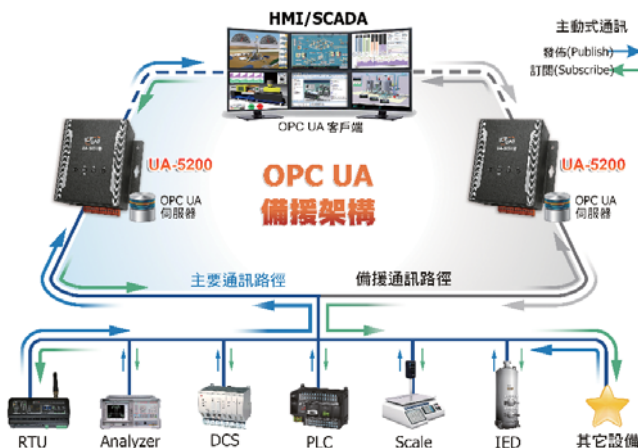 HMI/SCADA
主動式通訊
發佈(Publish)
訂閱(Subscribe)
OPC UA 客戶端
UA-5200
OPC UA
伺服器
OPC UA
備援架構
UA-5200
OPC UA
伺服器
主要通訊路徑
備援通訊路徑
RTU
Analyzer
DCS
PLC
Scale
IED
其它設備